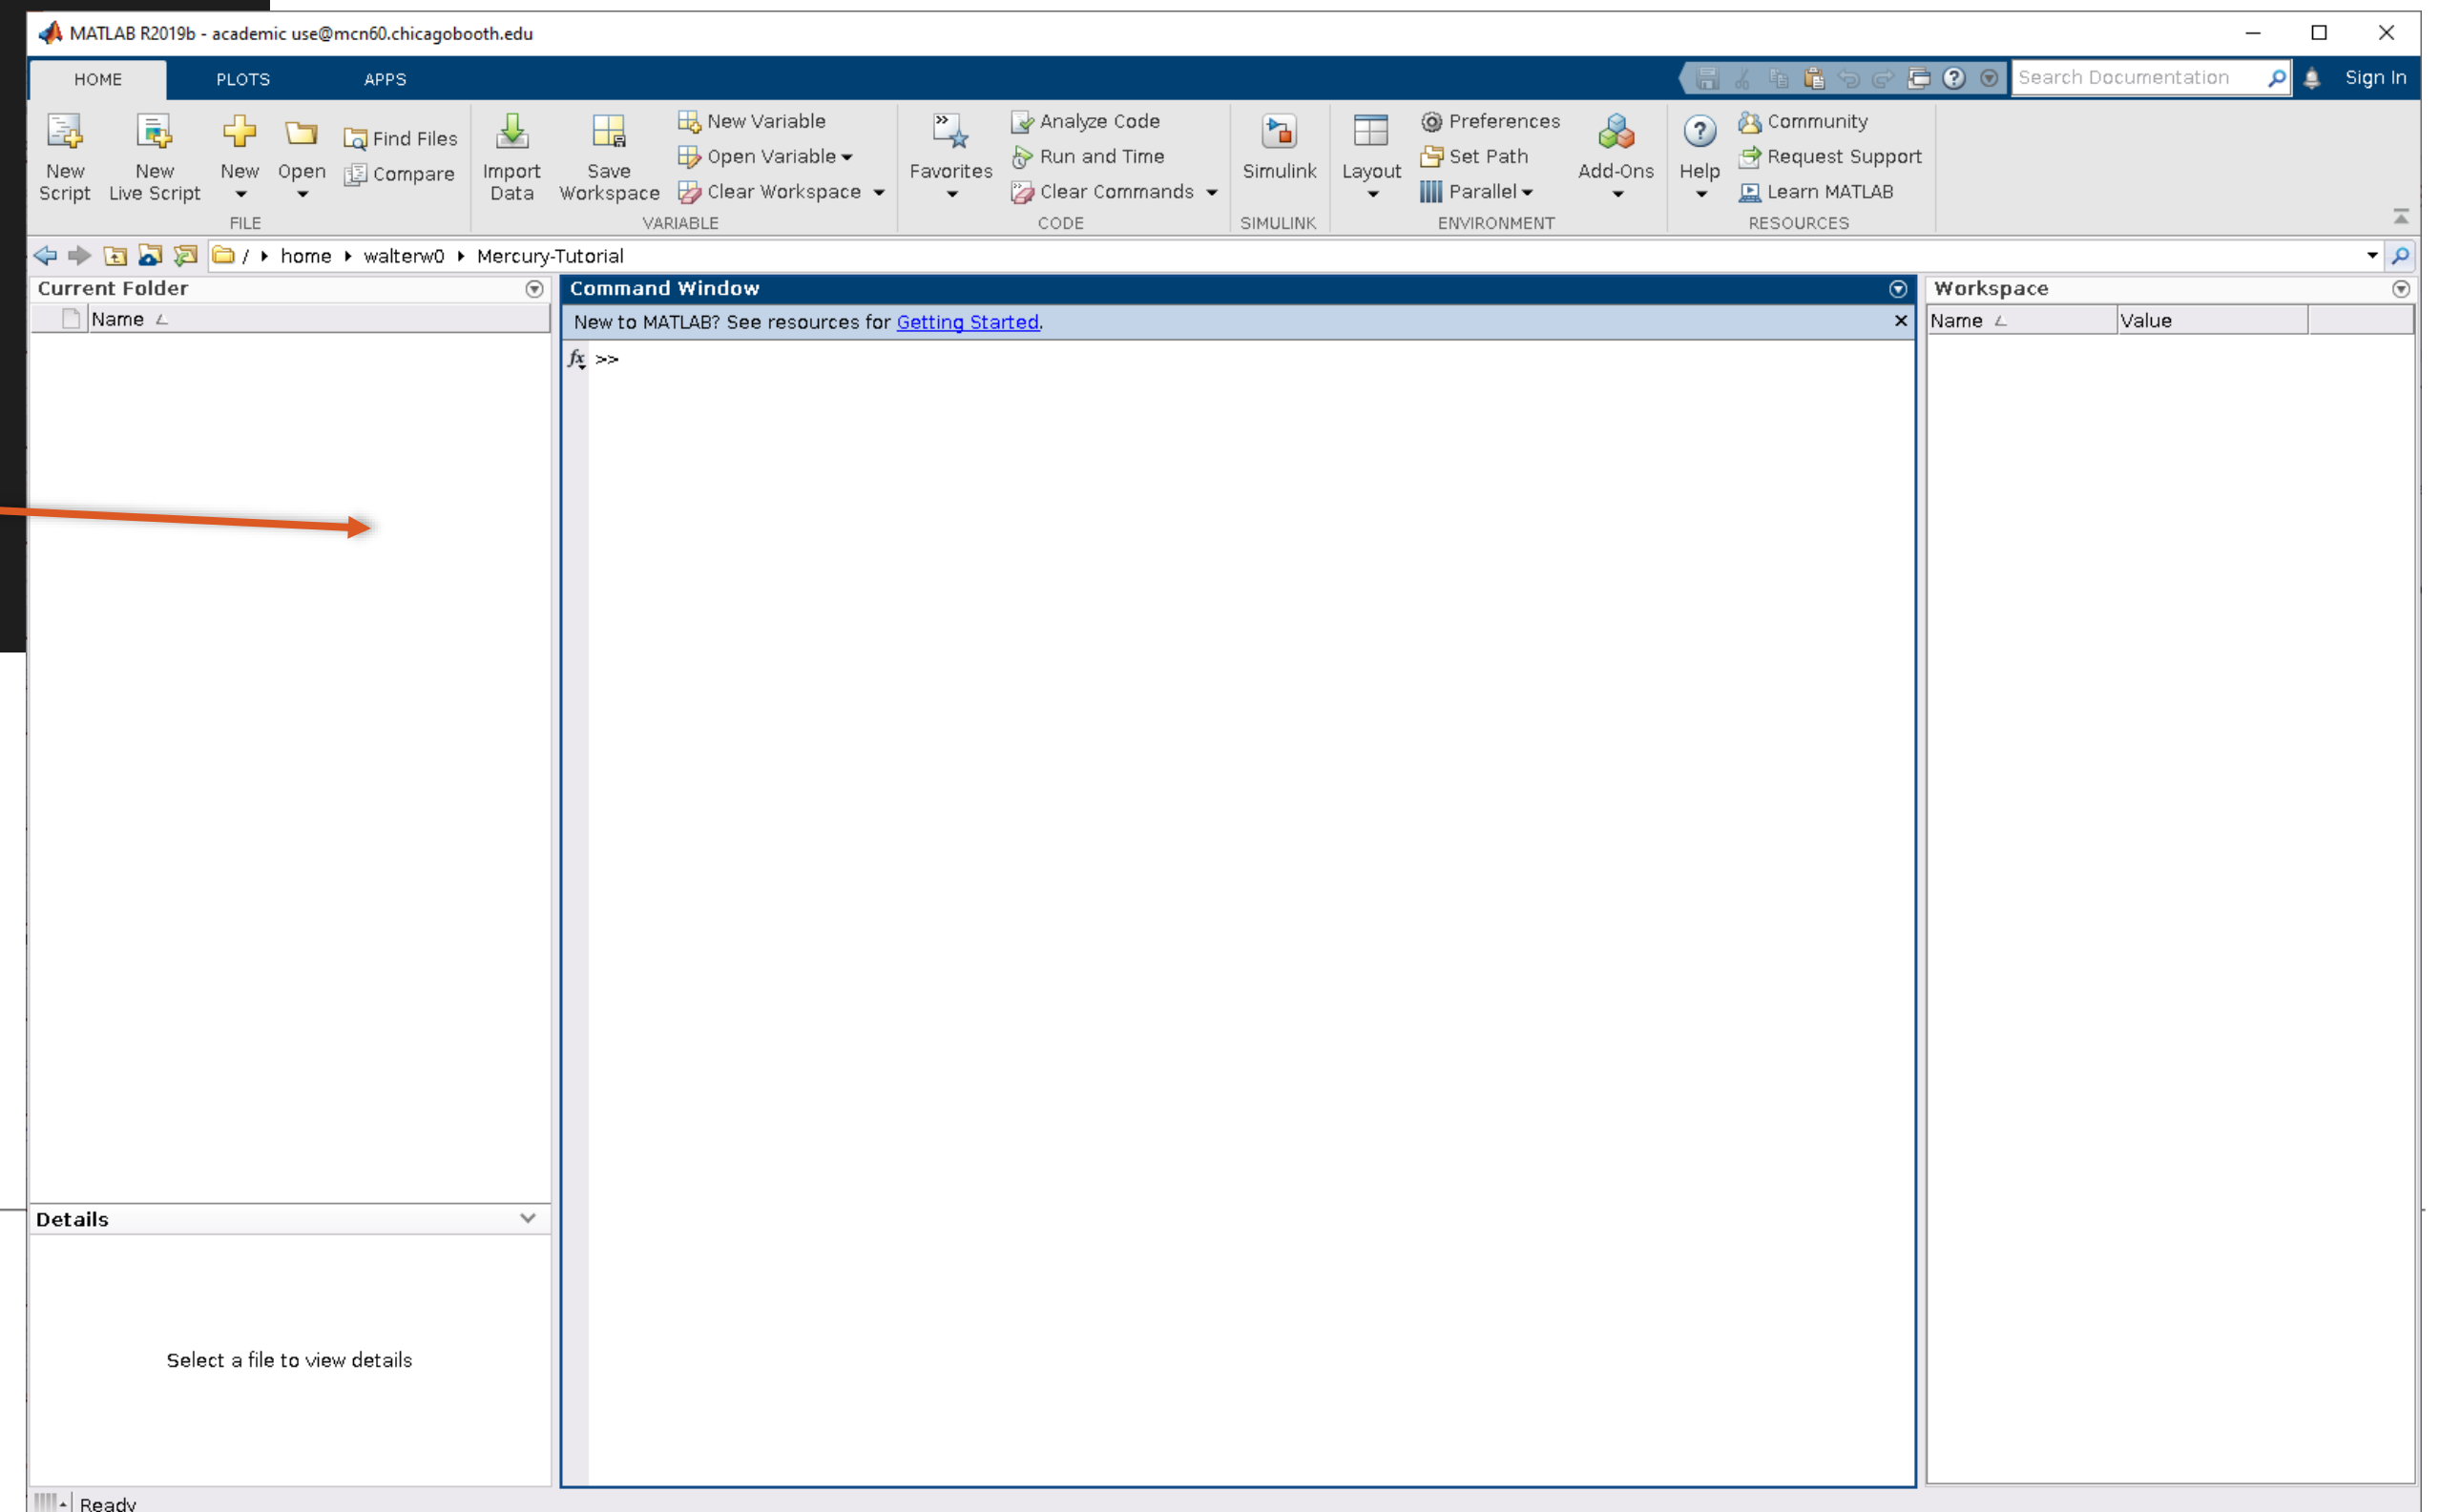 MATLAB R2019b - academic use@mcn60.chicagobooth.edu
HOME PLOTS APPS
Search Documentation
Sign In
New Script
New Live Script
New
Open
Find Files
Compare
FILE
Import Data
Save Workspace
New Variable
Open Variable
Clear Workspace
VARIABLE
Favorites
Analyze Code
Run and Time
Clear Commands
CODE
Simulink
SIMULINK
Layout
Preferences
Set Path
Parallel
Add-Ons
ENVIRONMENT
Help
Community
Request Support
Learn MATLAB
RESOURCES
/ home walterw0 Mercury-Tutorial
Current Folder
Name
Command Window
New to MATLAB? See resources for Getting Started.
fx >>
Workspace
Name Value
Details
Select a file to view details
Ready